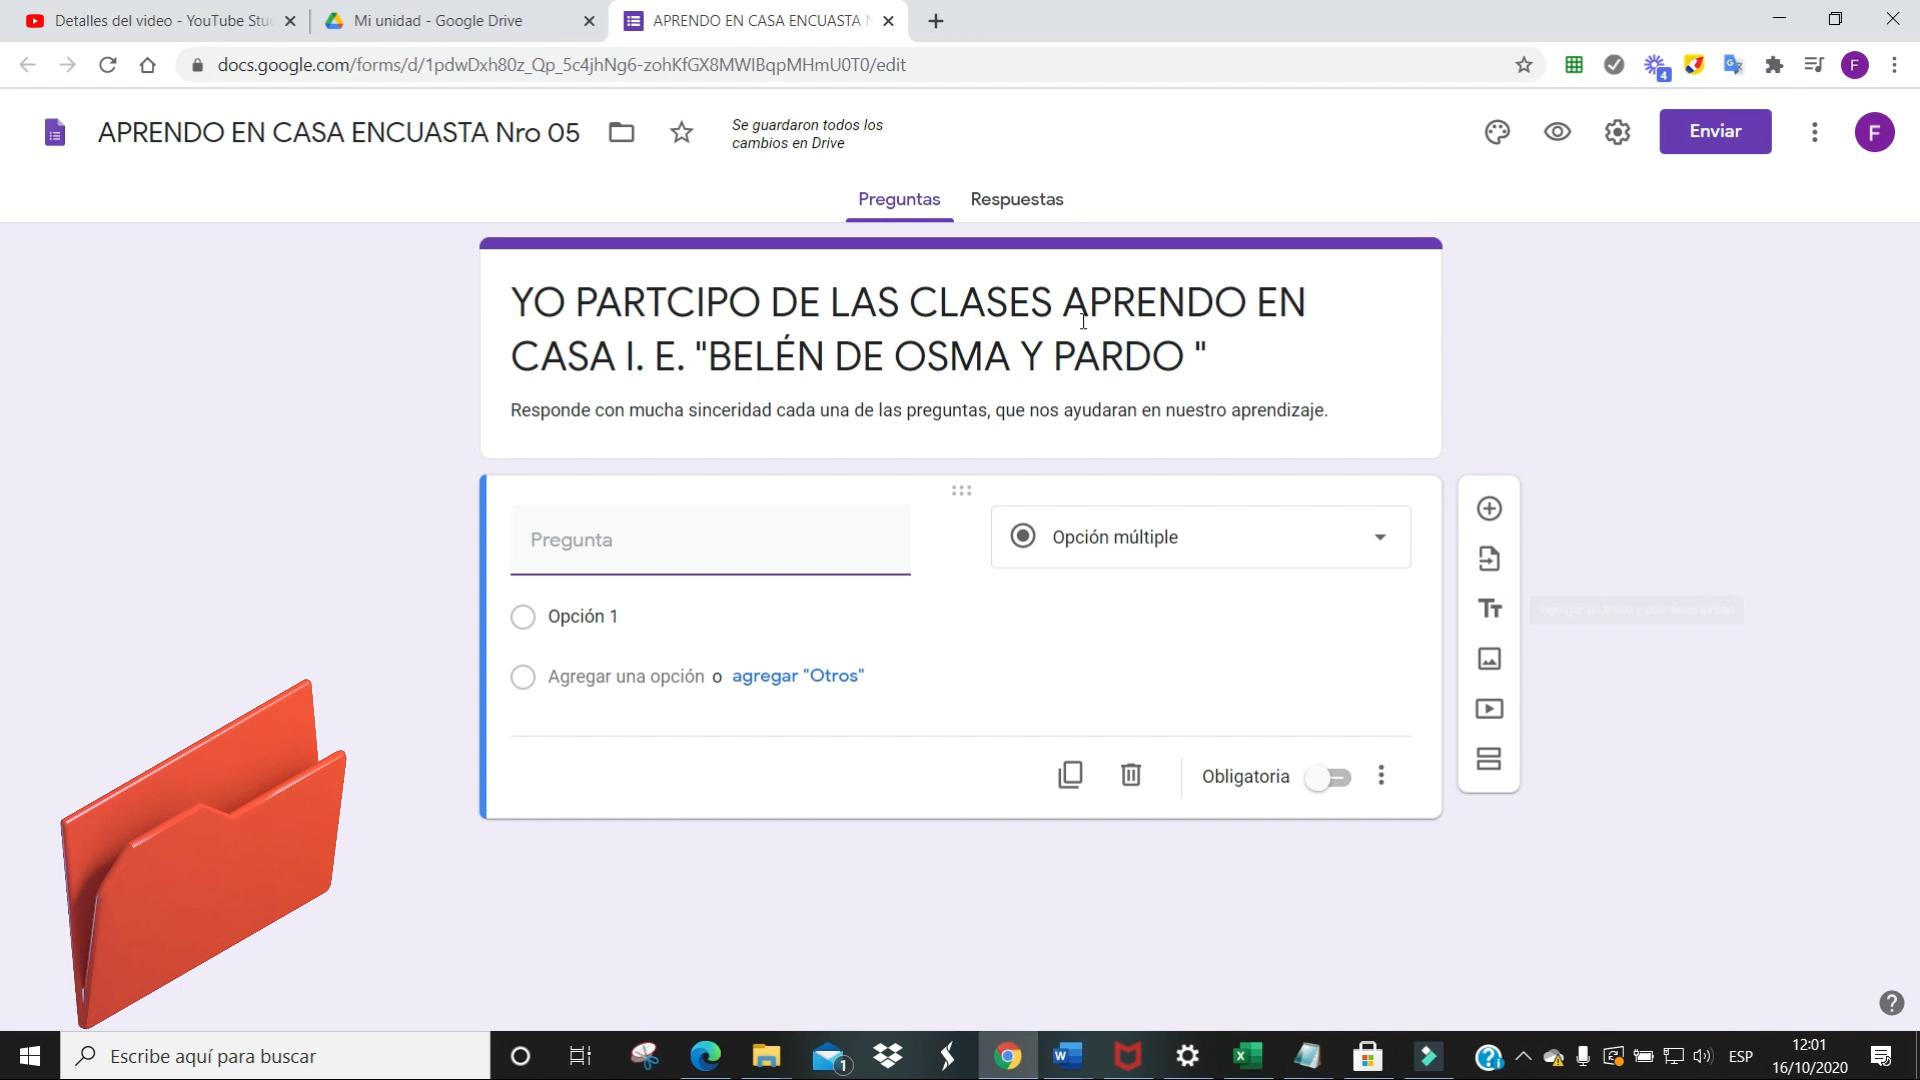 Detalles del video - YouTube Stu
Mi unidad - Google Drive
APRENDO EN CASA ENCUASTA N
docs.google.com/forms/d/1pdwDxh80z_Qp_5c4jhNg6-zohKfGX8MWIBqpMHmU0T0/edit
4
F
APRENDO EN CASA ENCUASTA Nro 05
Se guardaron todos los
cambios en Drive
Enviar
F
Preguntas
Respuestas
YO PARTCIPO DE LAS CLASES APRENDO EN
CASA I. E. "BELÉN DE OSMA Y PARDO "
Responde con mucha sinceridad cada una de las preguntas, que nos ayudaran en nuestro aprendizaje.
Pregunta
Opción múltiple
Opción 1
Agregar una opción o agregar "Otros"
Obligatoria
Escribe aquí para buscar
1
ESP
12:01
16/10/2020